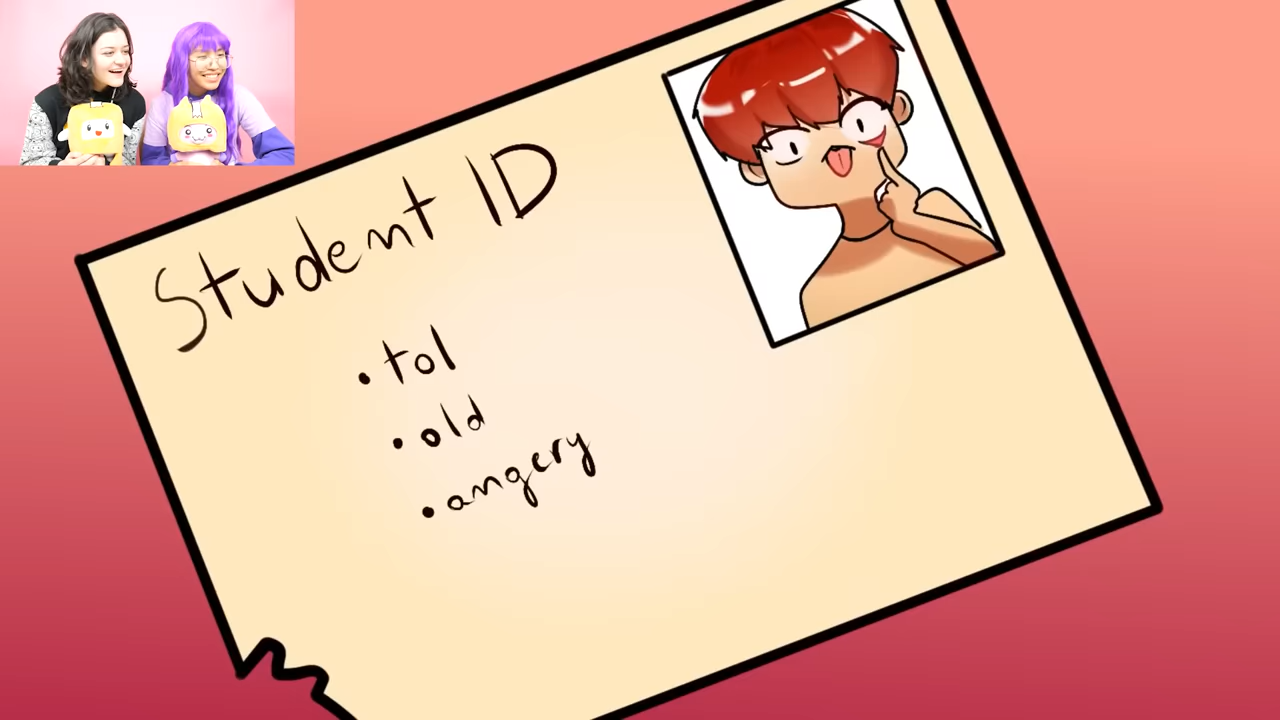 Student ID
• tol
• old
• angery